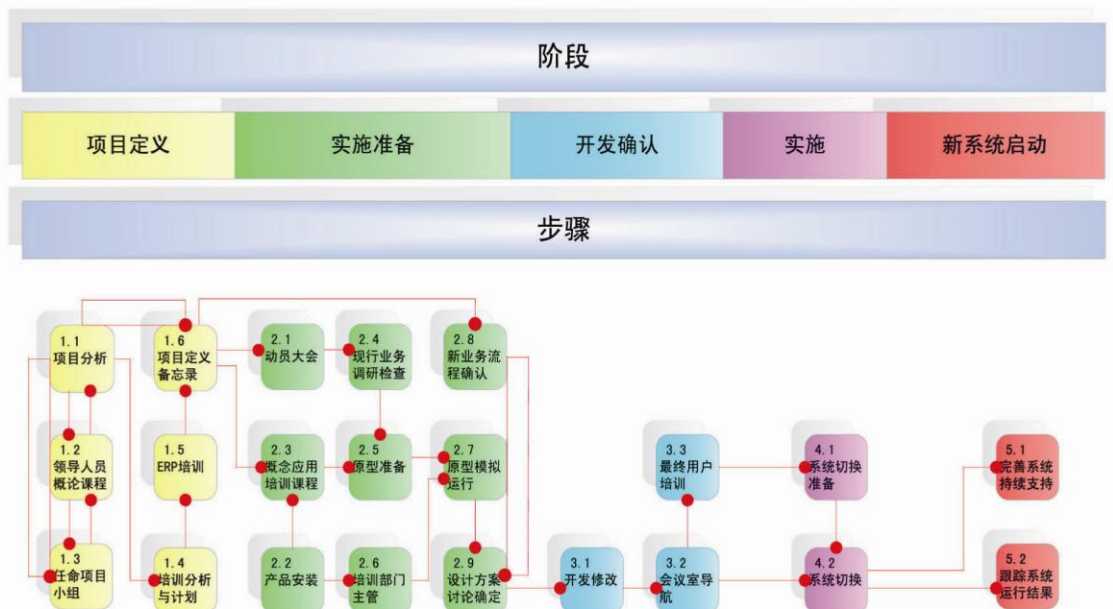 阶段
项目定义
实施准备
开发确认
实施
新系统启动
步骤
1.1
项目分析
1.6
项目定义
备忘录
2.1
动员大会
2.4
现行业务
调研检查
2.8
新业务流
程确认
1.2
领导人员
概论课程
1.5
ERP培训
2.3
概念应用
培训课程
2.5
原型准备
2.7
原型模拟
运行
3.3
最终用户
培训
4.1
系统切换
准备
5.1
完善系统
持续支持
1.3
任命项目
小组
1.4
培训分析
与计划
2.2
产品安装
2.6
培训部门
主管
2.9
设计方案
讨论确定
3.1
开发修改
3.2
会议室导
航
4.2
系统切换
5.2
跟踪系统
运行结果